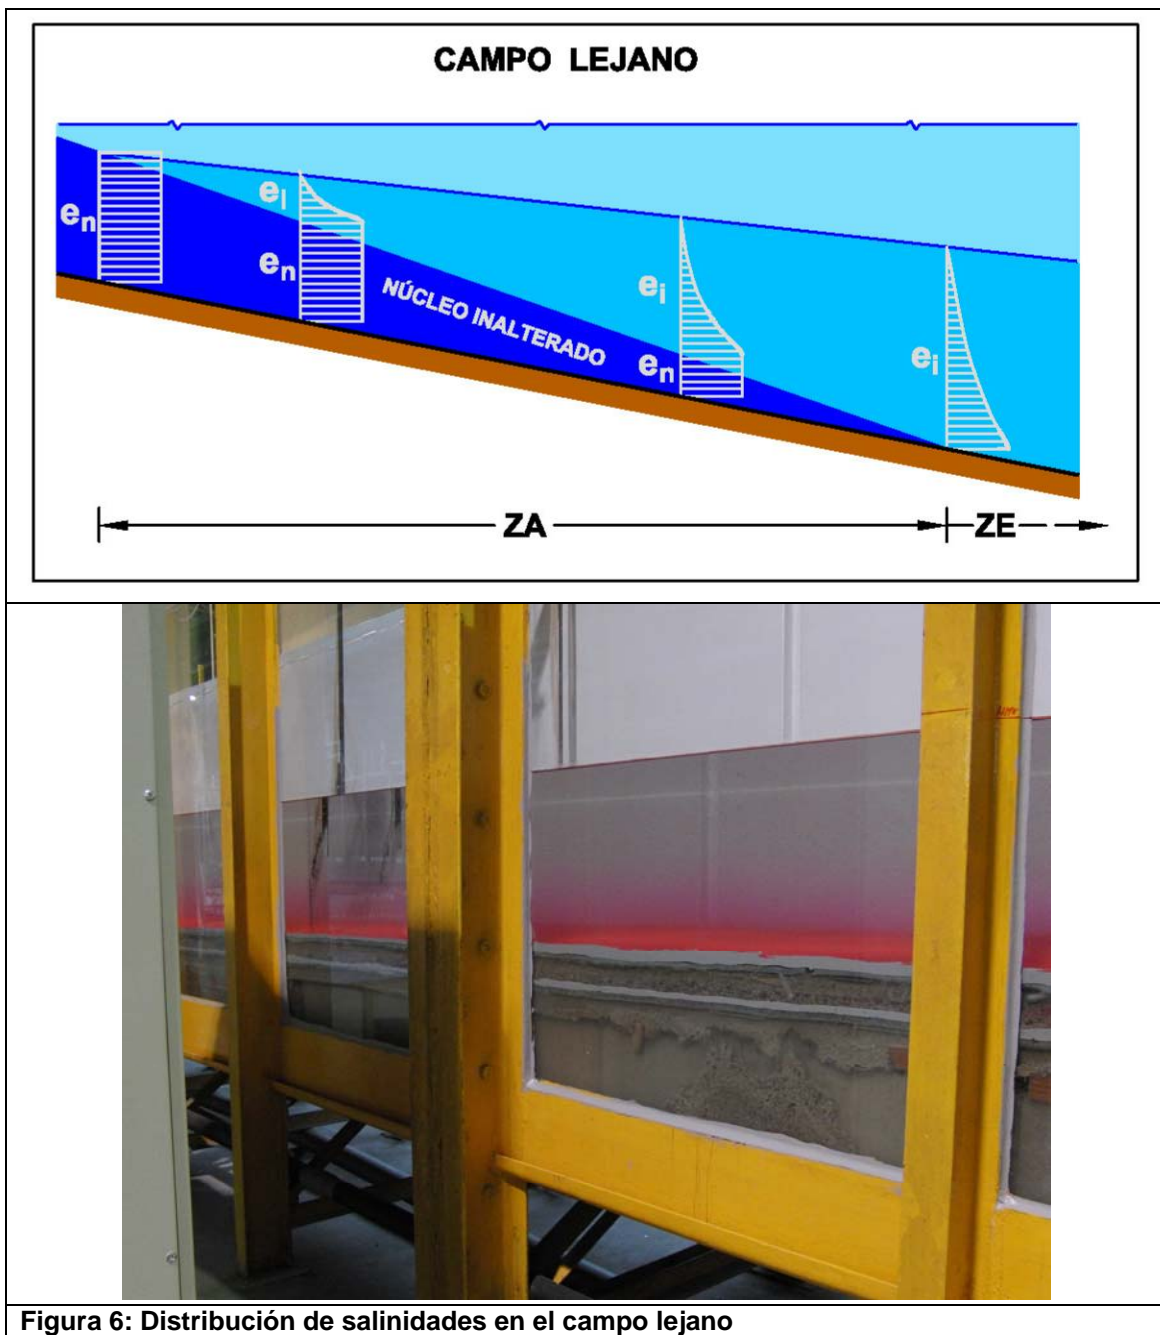 CAMPO LEJANO
en
el
en
NÚCLEO INALTERADO
ei
en
ei
ZA
ZE
Figura 6: Distribución de salinidades en el campo lejano